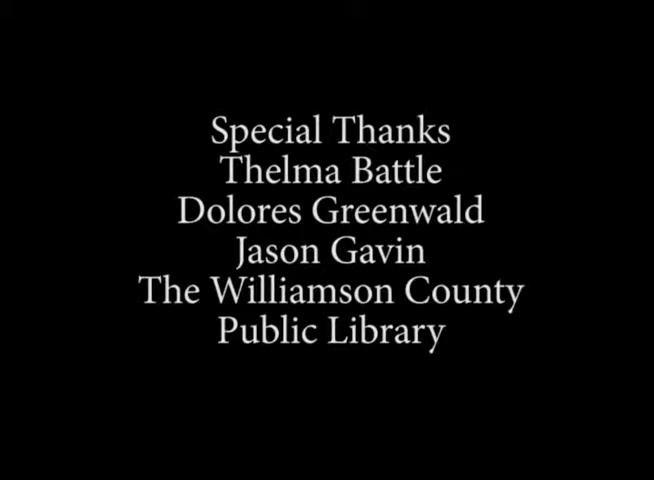 Special Thanks
Thelma Battle
Dolores Greenwald
Jason Gavin
The Williamson County
Public Library